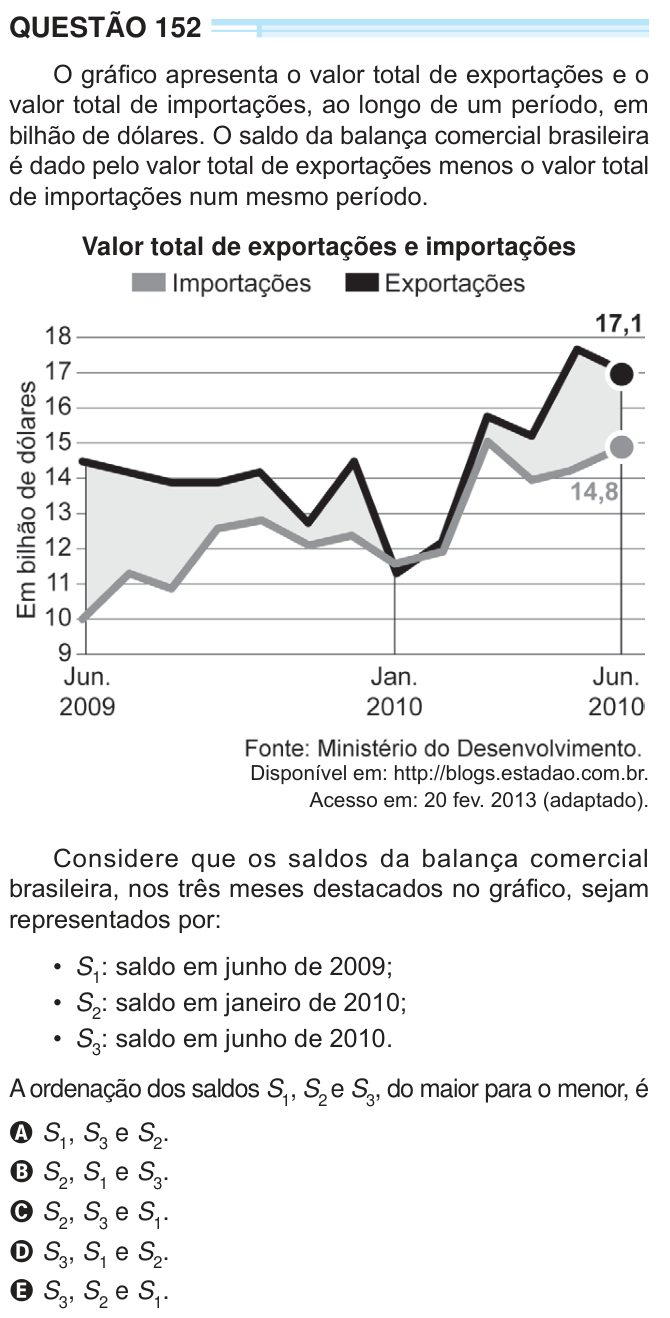 QUESTÃO 152
O gráfico apresenta o valor total de exportações e o
valor total de importações, ao longo de um período, em
bilhão de dólares. O saldo da balança comercial brasileira
é dado pelo valor total de exportações menos o valor total
de importações num mesmo período.
Valor total de exportações e importações
Importações Exportações
17,1
18
17
16
15
14
13
12
11
10
9
Em bilhão de dólares
14,8
Jun. Jan. Jun.
2009 2010 2010
Fonte: Ministério do Desenvolvimento.
Disponível em: http://blogs.estadao.com.br.
Acesso em: 20 fev. 2013 (adaptado).
Considere que os saldos da balança comercial
brasileira, nos três meses destacados no gráfico, sejam
representados por:
• S₁: saldo em junho de 2009;
• S₂: saldo em janeiro de 2010;
• S₃: saldo em junho de 2010.
A ordenação dos saldos S₁, S₂ e S₃, do maior para o menor, é
A S₁, S₃ e S₂.
B S₂, S₁ e S₃.
C S₂, S₃ e S₁.
D S₃, S₁ e S₂.
E S₃, S₂ e S₁.